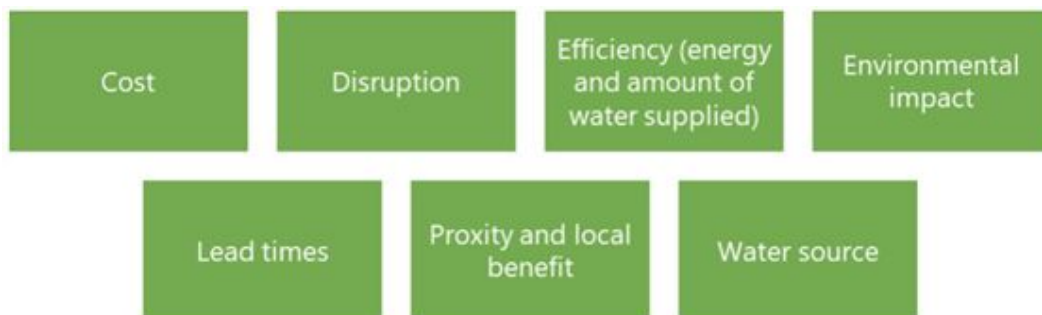 Cost
Disruption
Efficiency (energy
and amount of
water supplied)
Environmental
impact
Lead times
Proxity and local
benefit
Water source